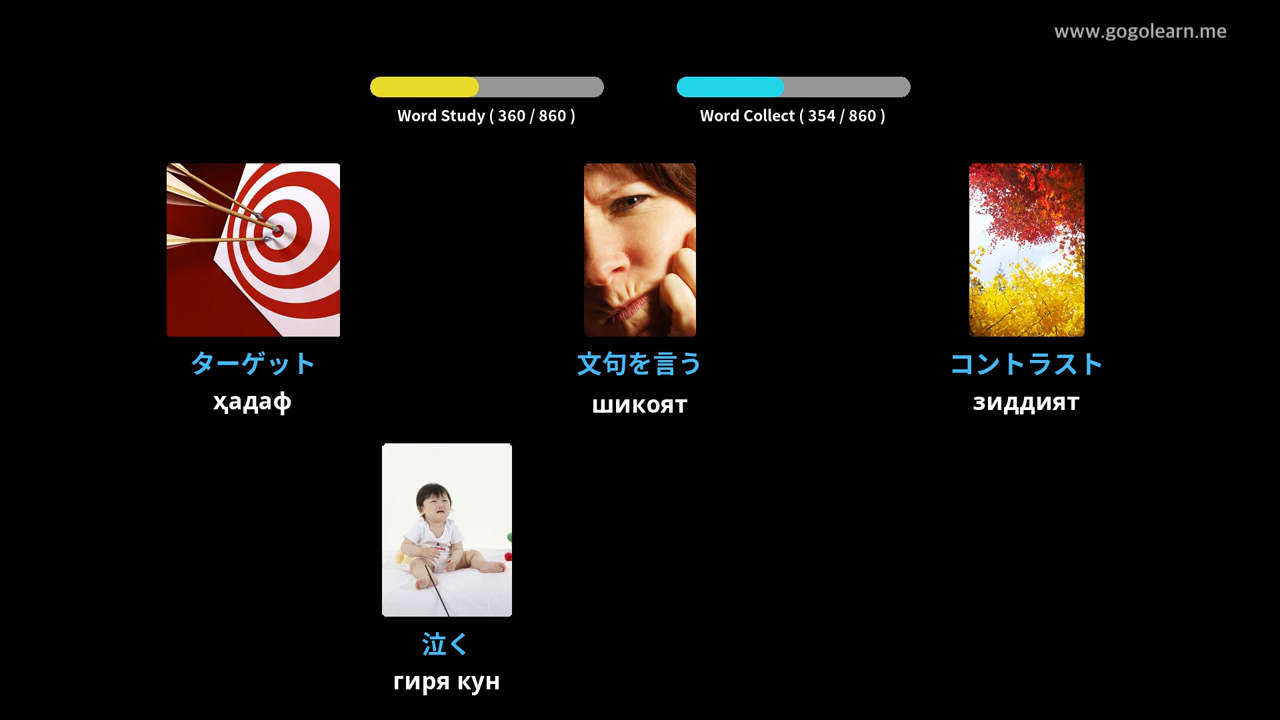 www.gogolearn.me
Word Study ( 360 / 860 )
Word Collect ( 354 / 860 )
ターゲット
ҳадаф
文句を言う
шикоят
コントラスト
зиддият
泣く
гиря кун